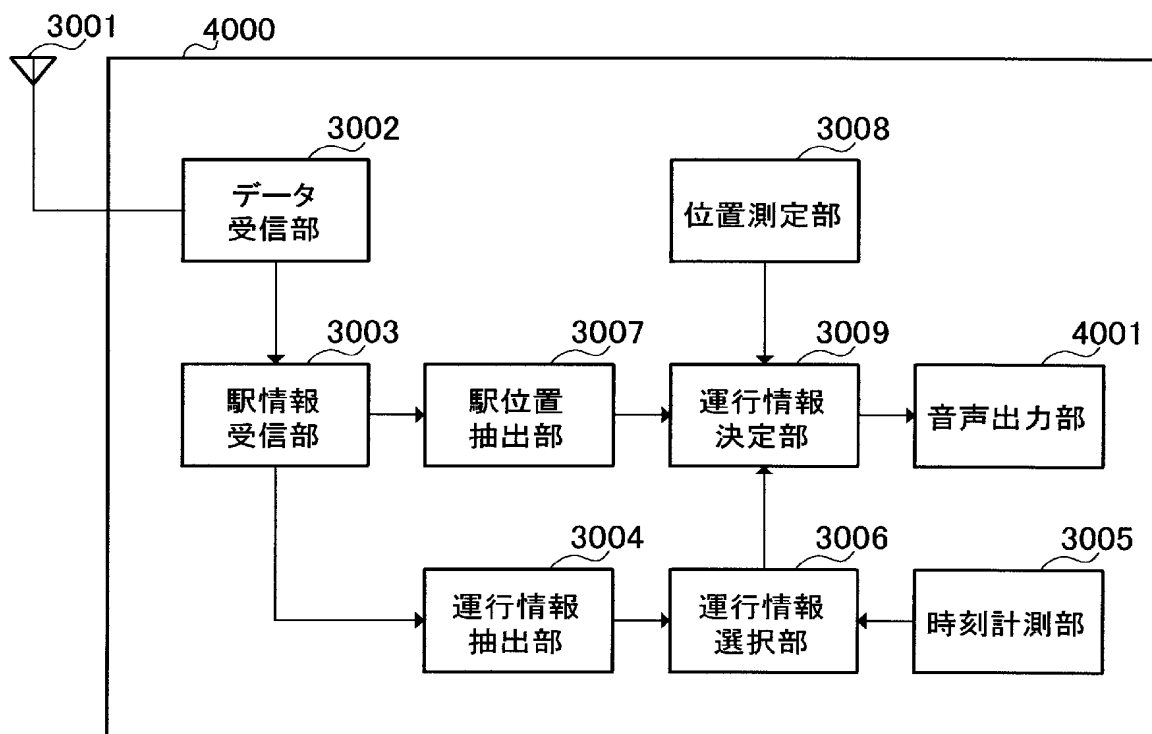 3001
4000
3002
データ
受信部
3008
位置測定部
3003
駅情報
受信部
3007
駅位置
抽出部
3009
運行情報
決定部
4001
音声出力部
3004
運行情報
抽出部
3006
運行情報
選択部
3005
時刻計測部